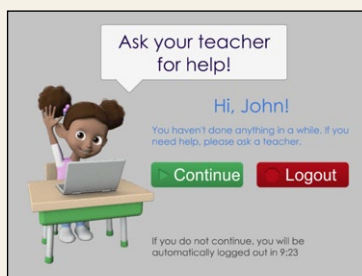 Ask your teacher
for help!
Hi, John!
You haven't done anything in a while. If you
need help, please ask a teacher.
Continue
Logout
If you do not continue, you will be
automatically logged out in 9:23